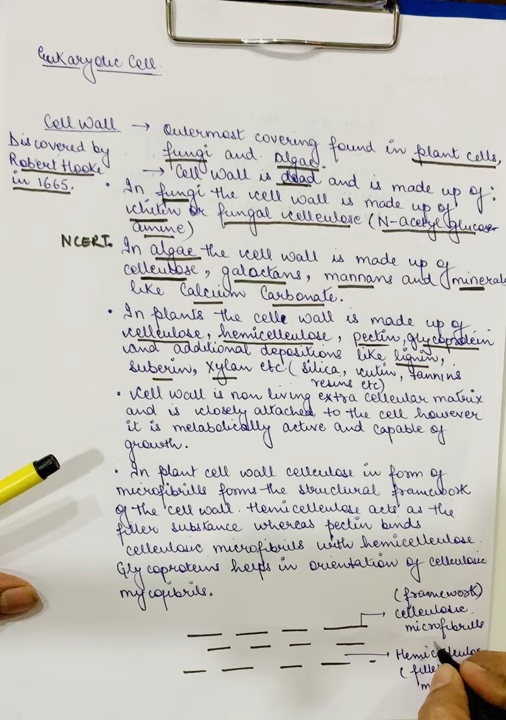 Eukaryotic Cell.
Cell Wall → Outermost covering found in plant cells,
Discovered by
Robert Hooke
in 1665.
fungi and Algae
→ Cell wall is dead and is made up of:
• In fungi the cell wall is made up of
chitin or fungal cellulose (N-acetyl glucos-
amine)
NCERT. In algae the cell wall is made up of
cellulose, galactans, mannans and minerals
like Calcium Carbonate.
• In plants the cell wall is made up of
cellulose, hemicellulose, pectin, glycoprotein
and additional depositions like lignin,
suberin, xylan etc (silica, cutin, tannins
resins etc)
• Cell wall is non living extra cellular matrix
and is closely attached to the cell however
it is metabolically active and capable of
growth.
• In plant cell wall cellulose in form of
microfibrills forms the structural framework
of the cell wall. Hemicellulose acts as the
filler substance whereas pectin binds
cellulosic microfibrils with hemicellulose.
Glycoproteins helps in orientation of cellulosic
mycofibrils.
(framework)
cellulosic
microfibrills